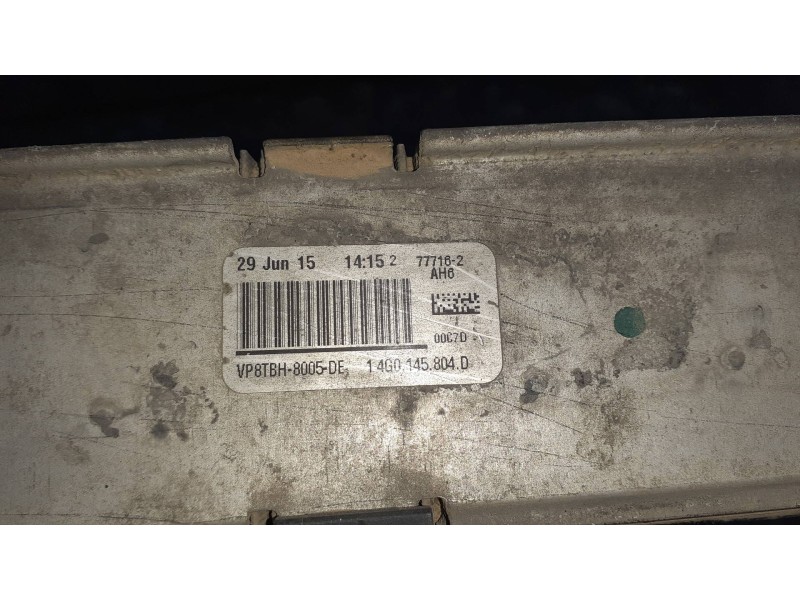 29 Jun 15 14:15 2 77716-2
AH6
00C7D
VP8TBH-8005-DE 1 4G0.145.804.D